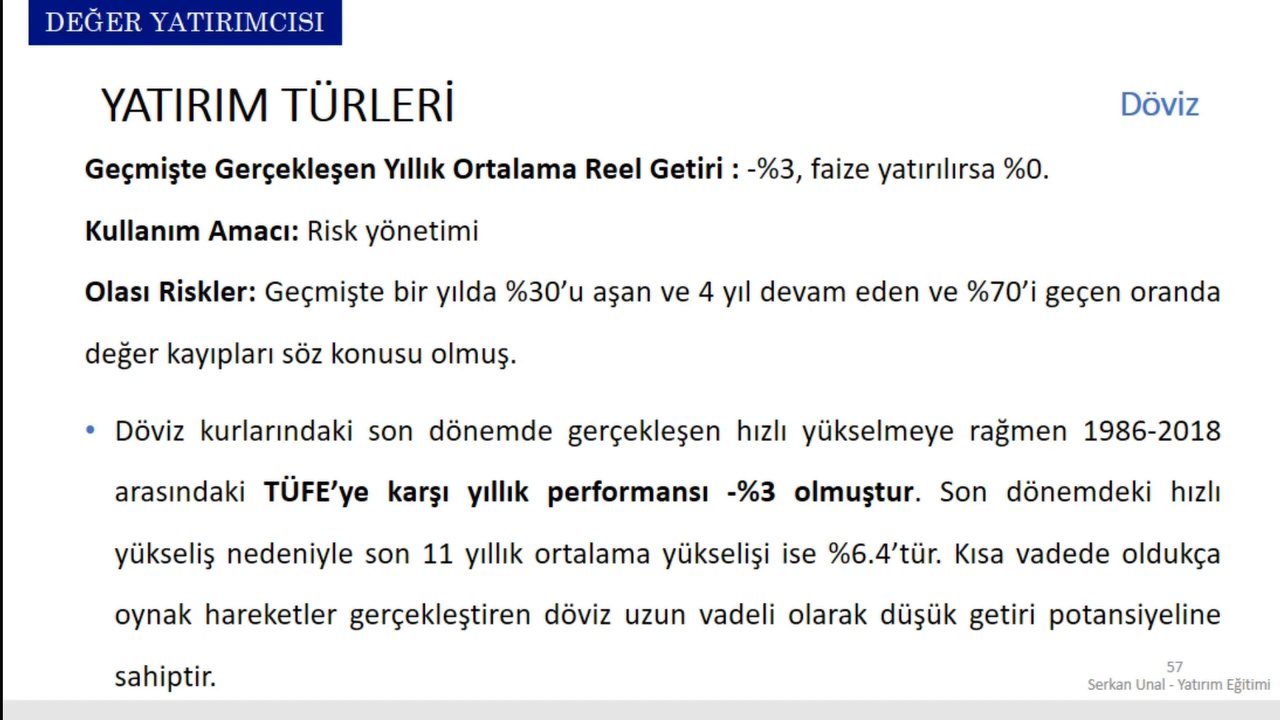 DEĞER YATIRIMCISI
YATIRIM TÜRLERİ
Döviz
Geçmişte Gerçekleşen Yıllık Ortalama Reel Getiri : -%3, faize yatırılırsa %0.
Kullanım Amacı: Risk yönetimi
Olası Riskler: Geçmişte bir yılda %30’u aşan ve 4 yıl devam eden ve %70’i geçen oranda
değer kayıpları söz konusu olmuş.
• Döviz kurlarındaki son dönemde gerçekleşen hızlı yükselmeye rağmen 1986-2018
arasındaki TÜFE’ye karşı yıllık performansı -%3 olmuştur. Son dönemdeki hızlı
yükseliş nedeniyle son 11 yıllık ortalama yükselişi ise %6.4’tür. Kısa vadede oldukça
oynak hareketler gerçekleştiren döviz uzun vadeli olarak düşük getiri potansiyeline
sahiptir.
57
Serkan Unal - Yatırım Eğitimi